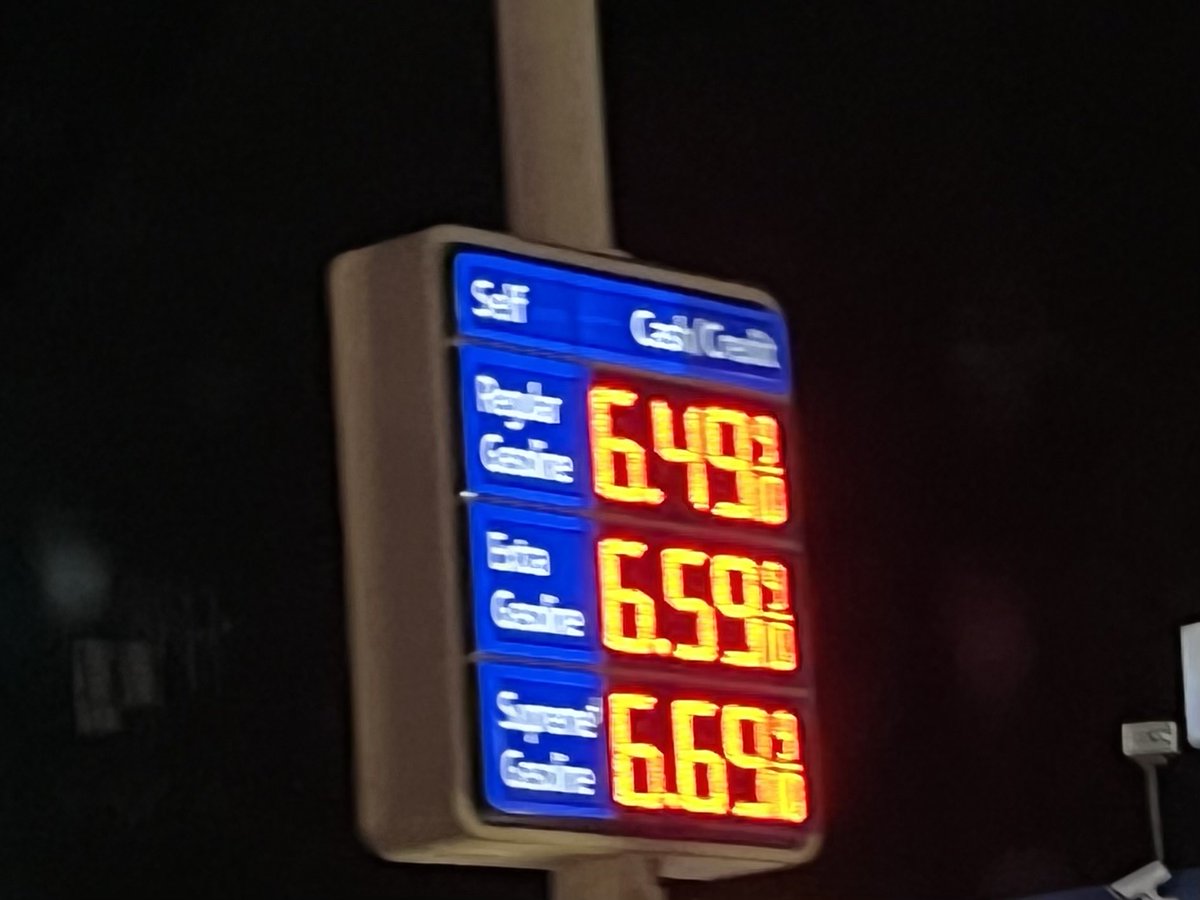 Self Cash/Credit
Regular
Gasoline
6.49 9/10
Extra
Gasoline
6.59 9/10
Supreme+
Gasoline
6.69 9/10